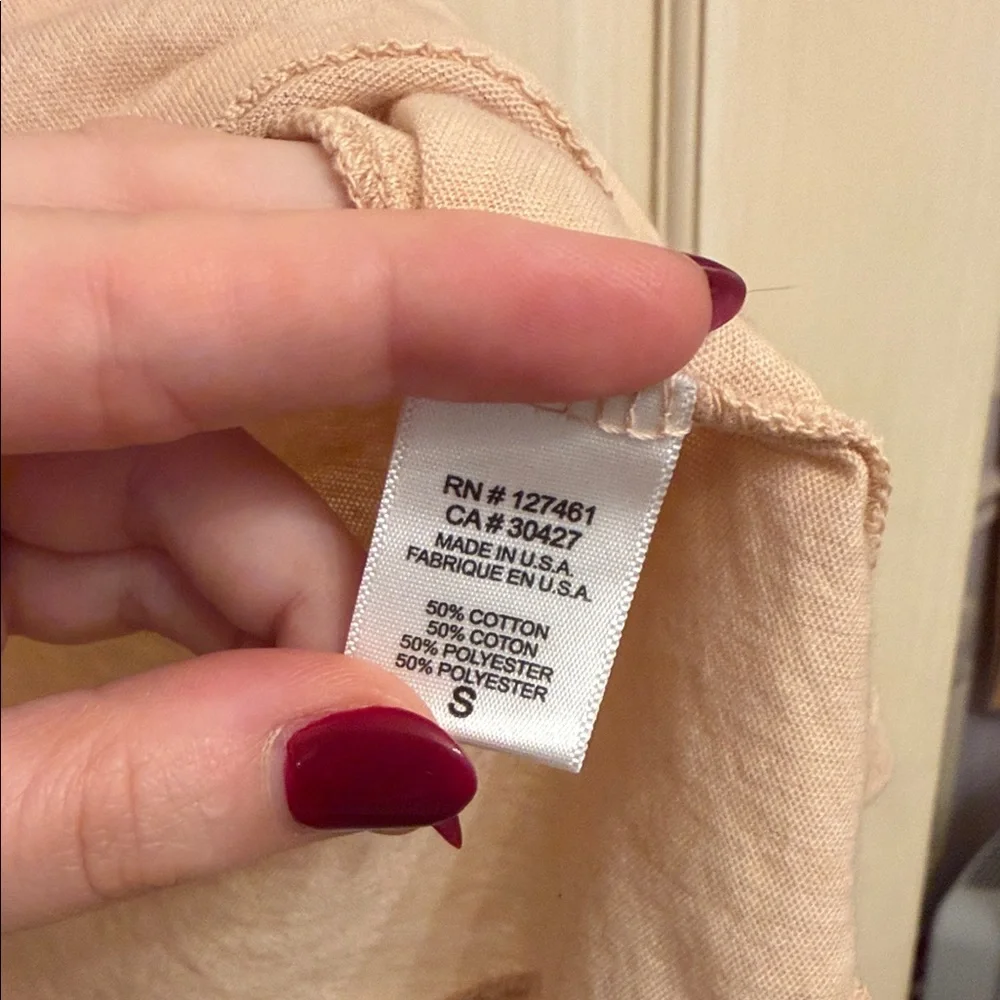 RN # 127461
CA # 30427
MADE IN U.S.A.
FABRIQUE EN U.S.A.
50% COTTON
50% COTON
50% POLYESTER
50% POLYESTER
S